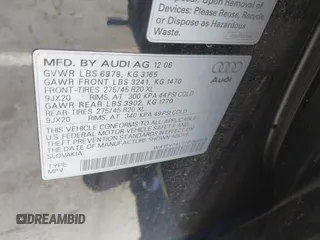 Removal of Occupant
Devices. Please Reuse, Recycle
or Dispose as Hazardous
Waste.
MFD. BY AUDI AG 12 06
GVWR LBS 6978, KG 3165
GAWR FRONT LBS 3241, KG 1470
FRONT-TIRES 275/45 R20 XL
9JX20 RIMS, AT 300 KPA 44 PSI COLD
GAWR REAR LBS 3902, KG 1770
REAR-TIRES 275/45 R20 XL
9JX20 RIMS, AT 340 KPA 49 PSI COLD
THIS VEHICLE CONFORMS TO ALL APPLICABLE
U.S. FEDERAL MOTOR VEHICLE SAFETY AND
THEFT PREVENTION STANDARDS IN EFFECT ON
THE DATE OF MANUFACTURE SHOWN ABOVE.
SLOVAKIA
TYPE:
MPV
Audi
DREAMBID